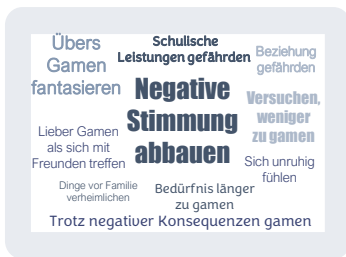 Übers
Gamen
fantasieren
Schulische
Leistungen gefährden
Beziehung
gefährden
Negative
Stimmung
abbauen
Versuchen,
weniger
zu gamen
Lieber Gamen
als sich mit
Freunden treffen
Sich unruhig
fühlen
Dinge vor Familie
verheimlichen
Bedürfnis länger
zu gamen
Trotz negativer Konsequenzen gamen